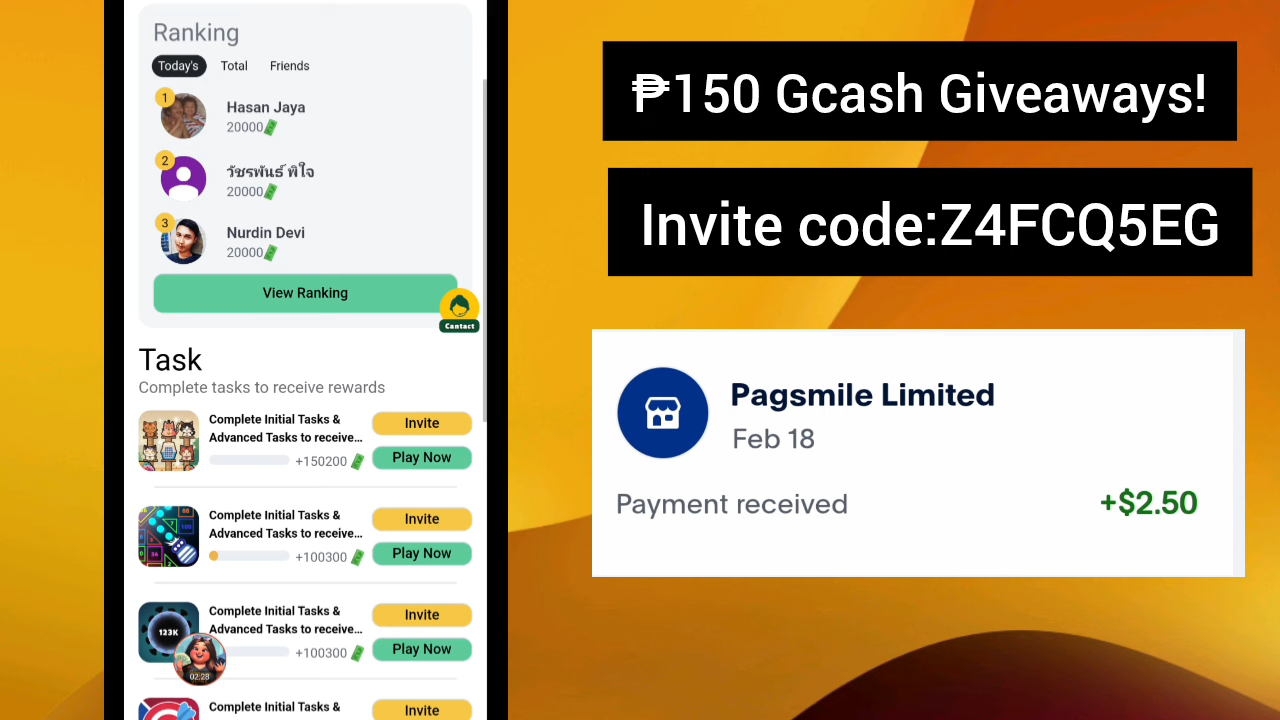 Ranking
Today's Total Friends
1
Hasan Jaya
20000
2
วัชรพันธ์ พิใจ
20000
3
Nurdin Devi
20000
View Ranking
Cantact
Task
Complete tasks to receive rewards
Complete Initial Tasks &
Advanced Tasks to receive...
+150200
Invite
Play Now
Complete Initial Tasks &
Advanced Tasks to receive...
+100300
Invite
Play Now
123K
Complete Initial Tasks &
Advanced Tasks to receive...
+100300
Invite
Play Now
02:28
Complete Initial Tasks &
Invite
₱150 Gcash Giveaways!
Invite code:Z4FCQ5EG
Pagsmile Limited
Feb 18
Payment received +$2.50